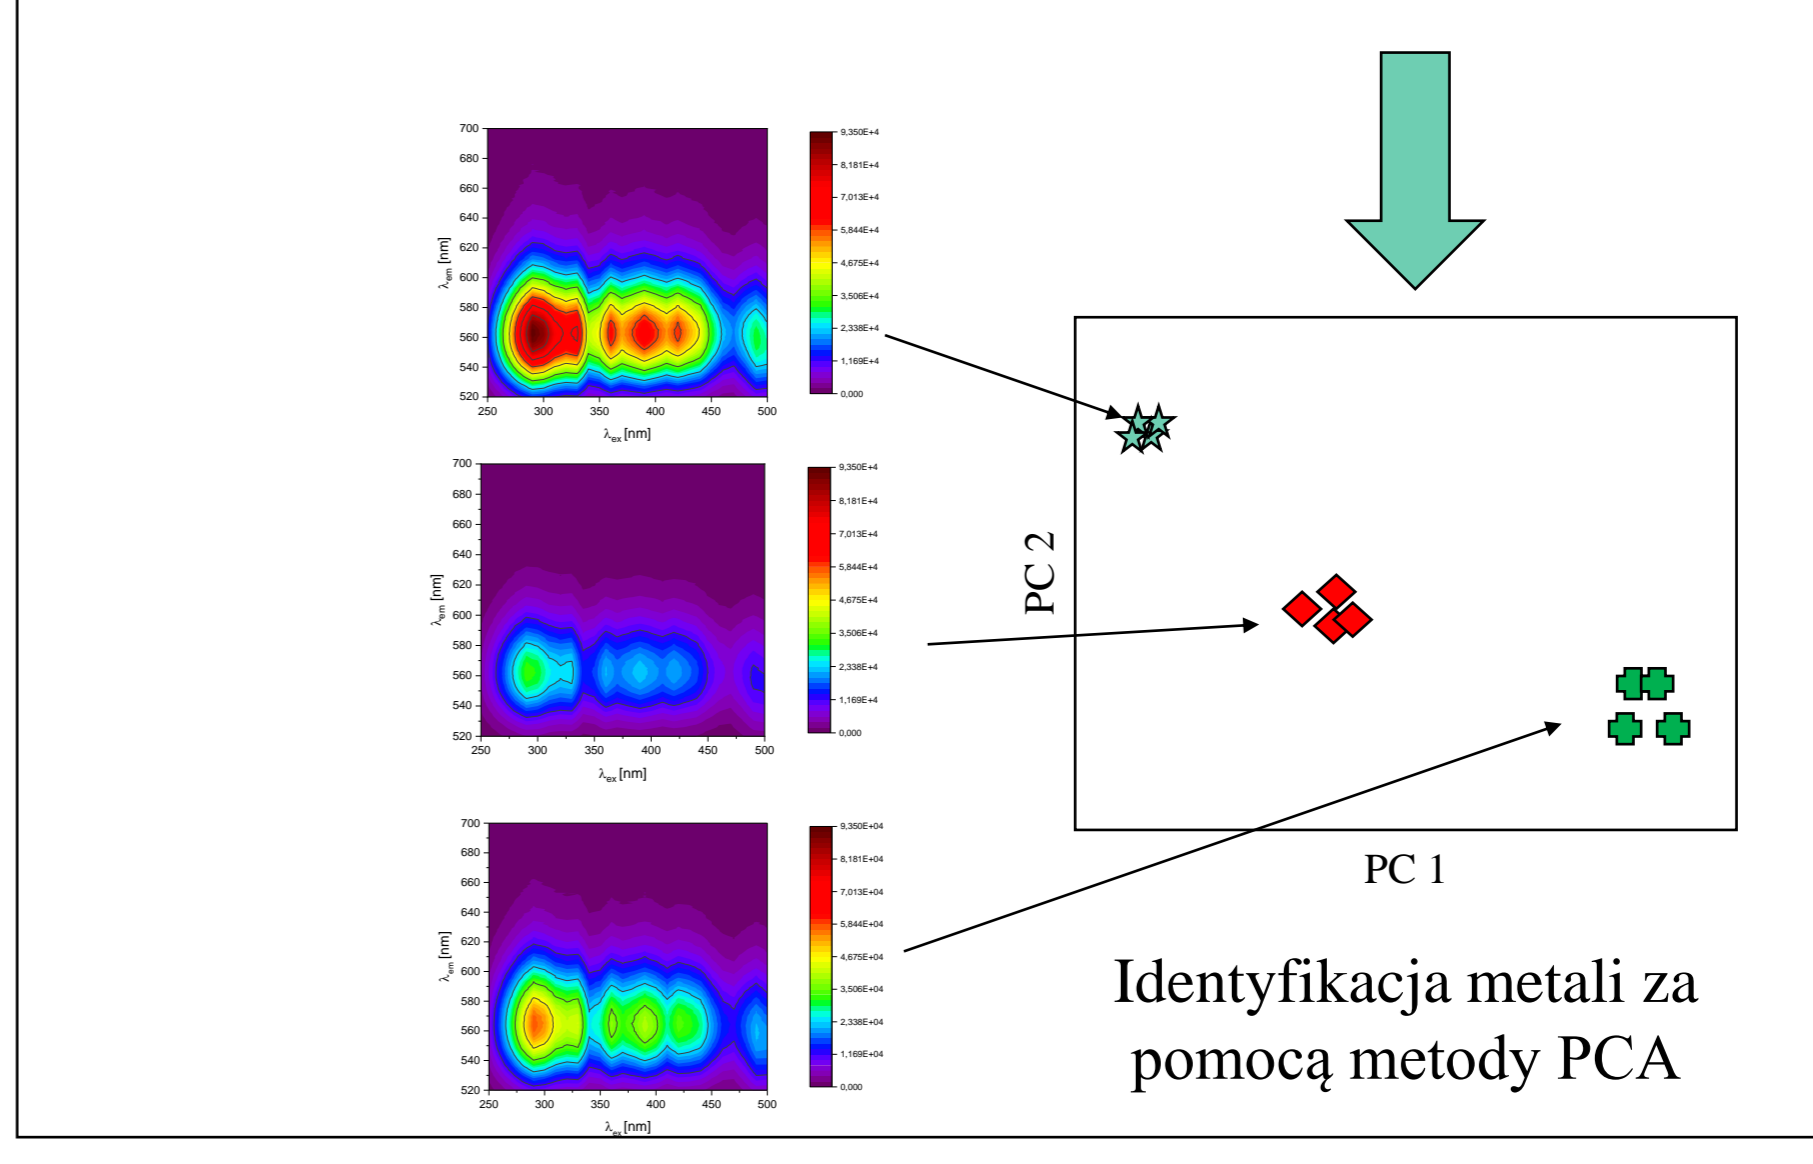 700
680
660
640
620
600
580
560
540
520
λem [nm]
250 300 350 400 450 500
λex [nm]
9,350E+4
8,181E+4
7,013E+4
5,844E+4
4,675E+4
3,506E+4
2,338E+4
1,169E+4
0,000
700
680
660
640
620
600
580
560
540
520
λem [nm]
250 300 350 400 450 500
λex [nm]
9,350E+4
8,181E+4
7,013E+4
5,844E+4
4,675E+4
3,506E+4
2,338E+4
1,169E+4
0,000
700
680
660
640
620
600
580
560
540
520
λem [nm]
250 300 350 400 450 500
λex [nm]
9,350E+04
8,181E+04
7,013E+04
5,844E+04
4,675E+04
3,506E+04
2,338E+04
1,169E+04
0,000
PC 2
PC 1
Identyfikacja metali za
pomocą metody PCA